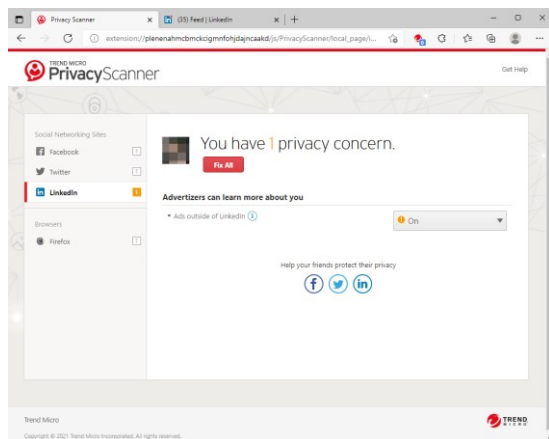 Privacy Scanner
(35) Feed | LinkedIn
extension://plenenahmcbmckcigmnfohjdajncaakd/js/PrivacyScanner/local_page/i...
TREND MICRO
PrivacyScanner
Get Help
Social Networking Sites
Facebook
Twitter
LinkedIn
Browsers
Firefox
You have 1 privacy concern.
Fix All
Advertizers can learn more about you
• Ads outside of LinkedIn
On
Help your friends protect their privacy
Trend Micro
Copyright © 2021 Trend Micro Incorporated. All rights reserved.
TREND
MICRO